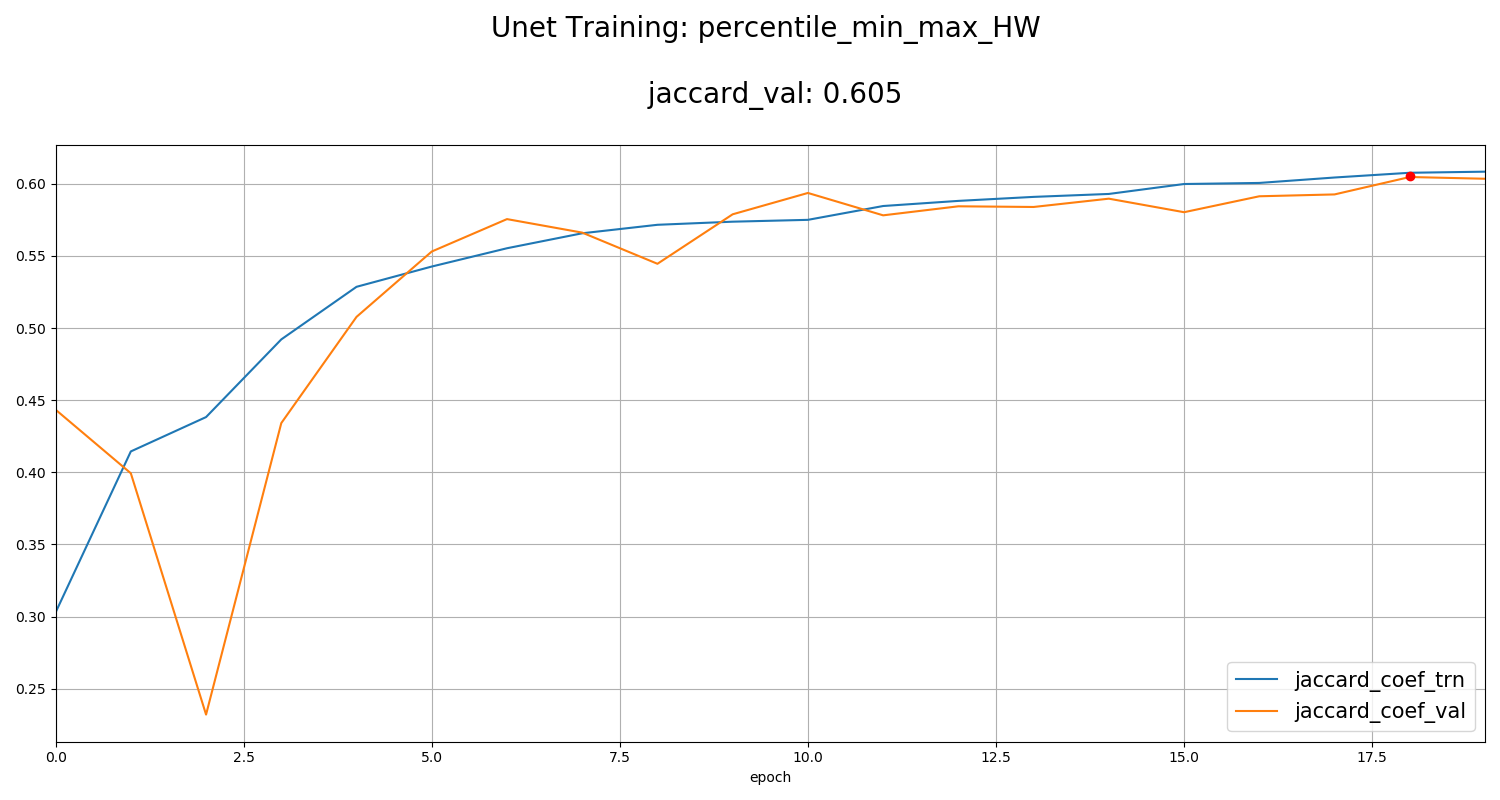 Unet Training: percentile_min_max_HW
jaccard_val: 0.605
0.60
0.55
0.50
0.45
0.40
0.35
0.30
0.25
jaccard_coef_trn
jaccard_coef_val
0.0 2.5 5.0 7.5 10.0 12.5 15.0 17.5
epoch